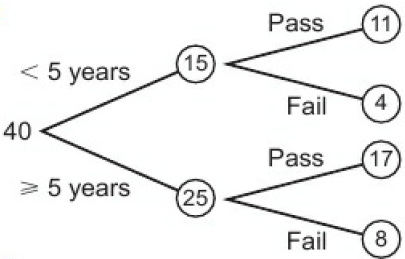 Pass 11
< 5 years 15
Fail 4
40
Pass 17
⩾ 5 years 25
Fail 8